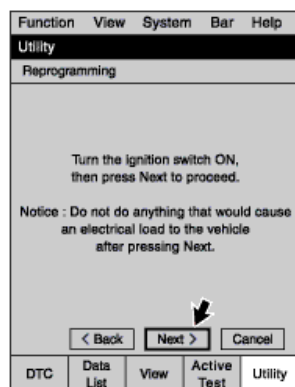 Function View System Bar Help
Utility
Reprogramming
Turn the ignition switch ON,
then press Next to proceed.
Notice : Do not do anything that would cause
an electrical load to the vehicle
after pressing Next.
< Back Next > Cancel
DTC Data List View Active Test Utility